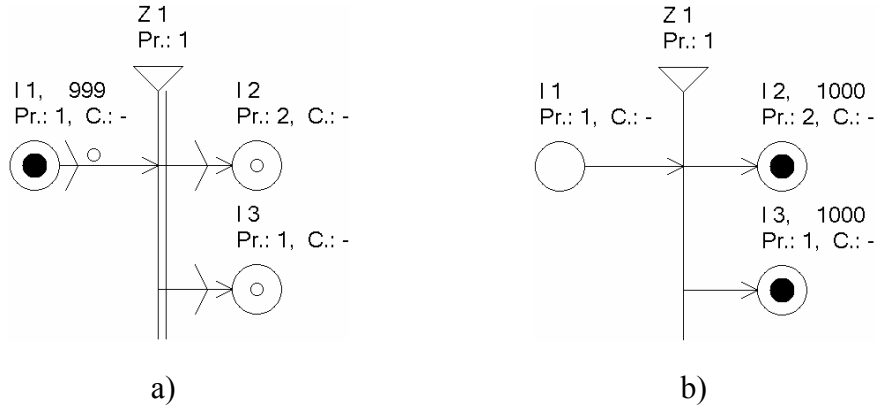 Z 1
Pr.: 1
I 1, 999
Pr.: 1, C.: -
I 2
Pr.: 2, C.: -
I 3
Pr.: 1, C.: -
a)
Z 1
Pr.: 1
I 1
Pr.: 1, C.: -
I 2, 1000
Pr.: 2, C.: -
I 3, 1000
Pr.: 1, C.: -
b)